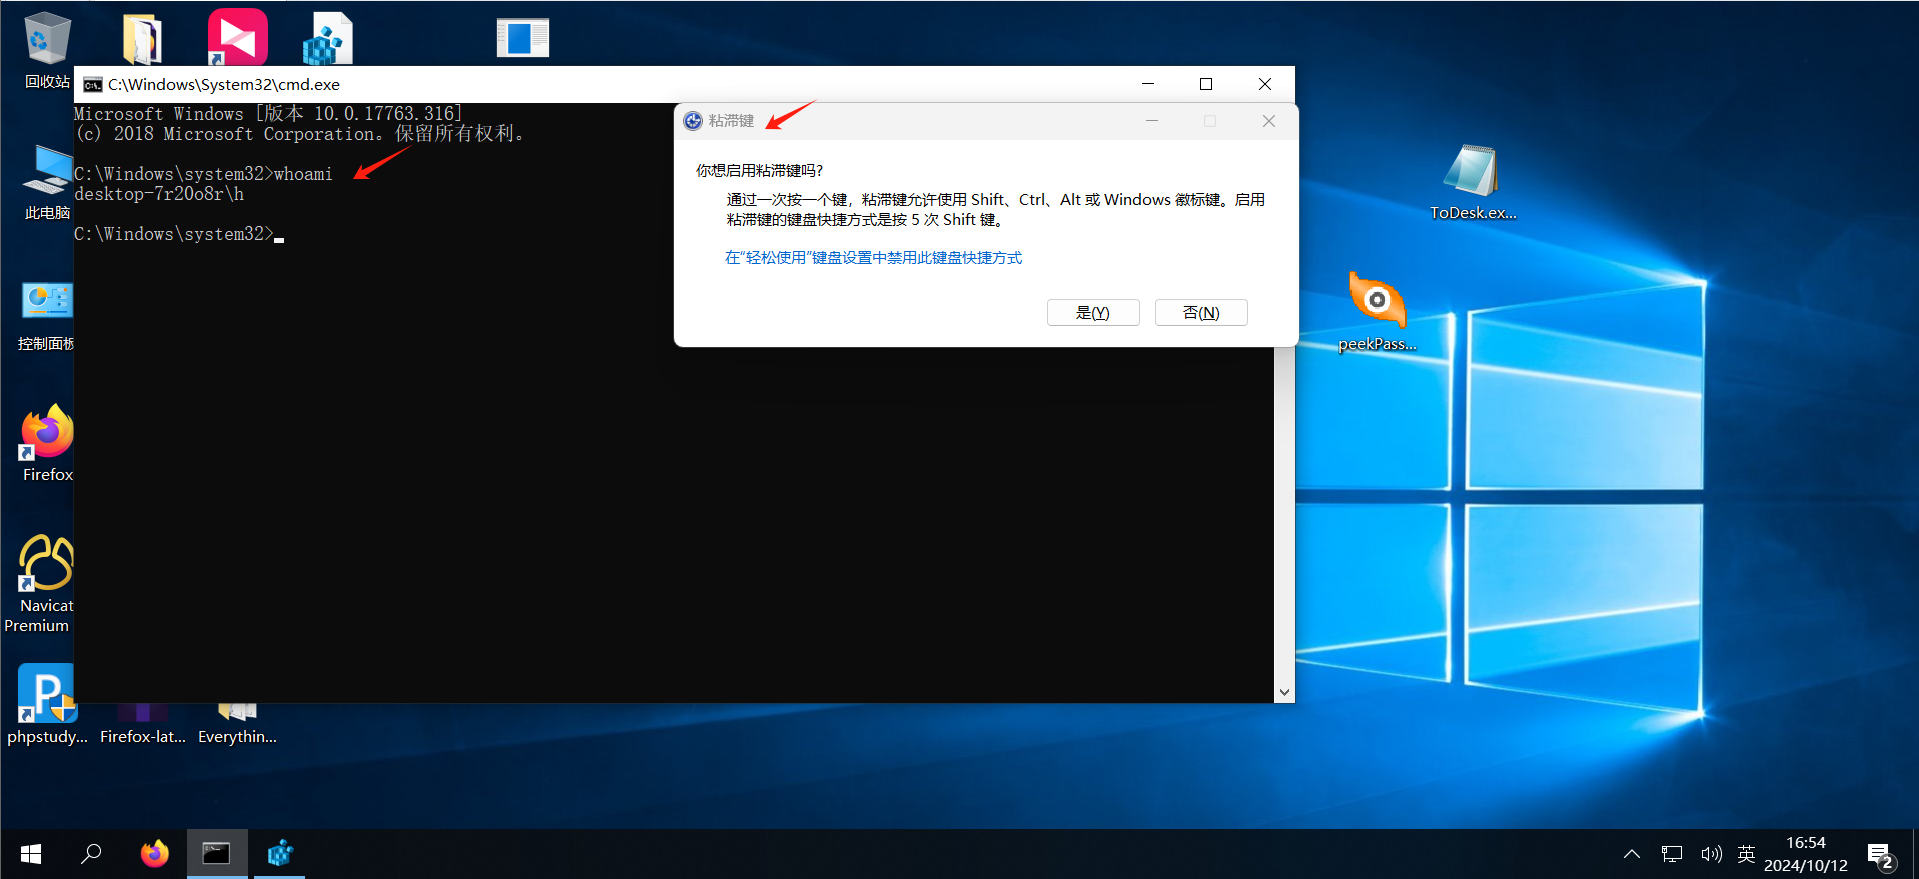 回收站
C:\Windows\System32\cmd.exe
Microsoft Windows [版本 10.0.17763.316]
(c) 2018 Microsoft Corporation。保留所有权利。
C:\Windows\system32>whoami
desktop-7r20o8r\h
C:\Windows\system32>
粘滞键
你想启用粘滞键吗?
通过一次按一个键，粘滞键允许使用 Shift、Ctrl、Alt 或 Windows 徽标键。启用
粘滞键的键盘快捷方式是按 5 次 Shift 键。
在"轻松使用"键盘设置中禁用此键盘快捷方式
是(Y)
否(N)
此电脑
控制面板
Firefox
Navicat
Premium
phpstudy...
Firefox-lat...
Everythin...
ToDesk.ex...
peekPass...
英
16:54
2024/10/12
2